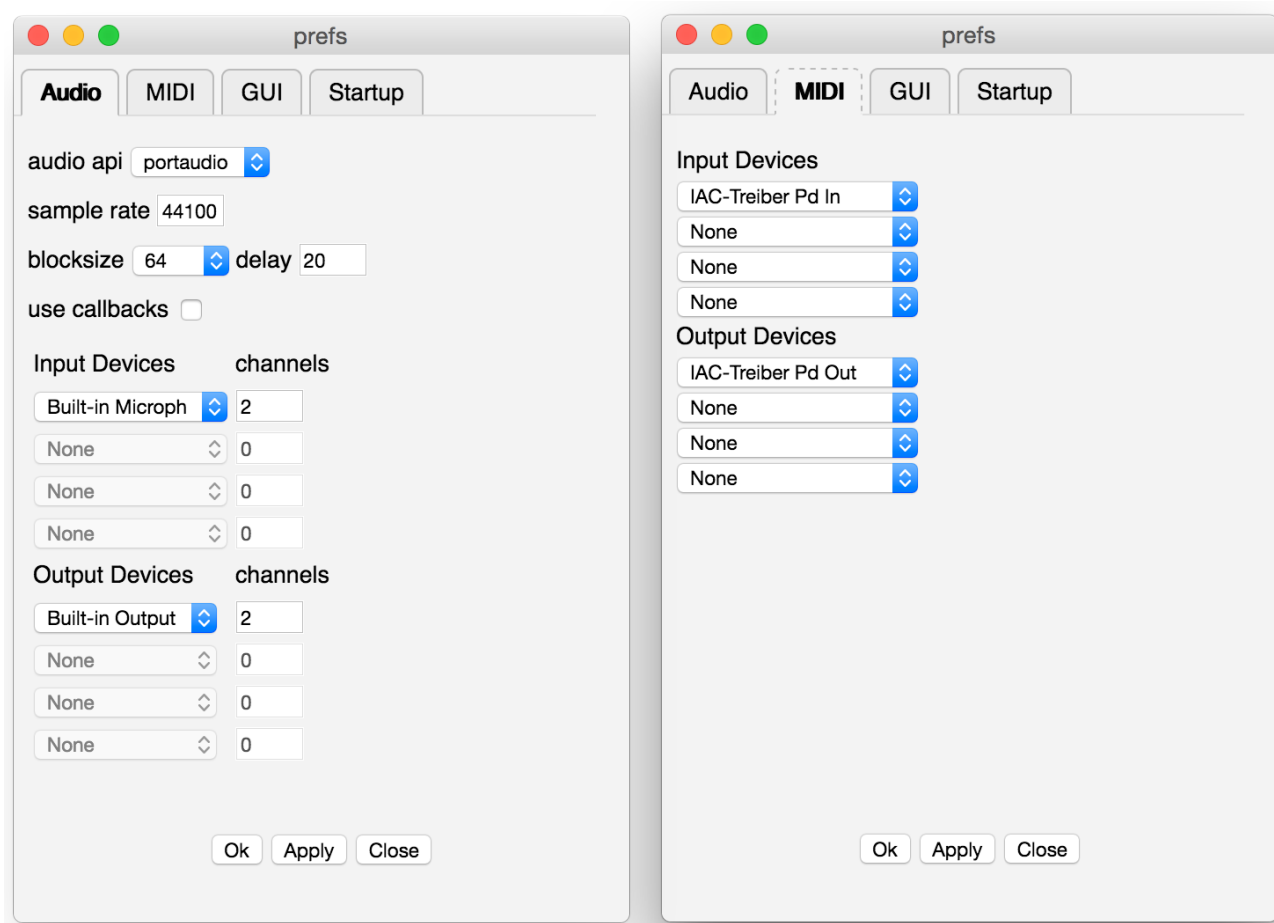 prefs
Audio MIDI GUI Startup
audio api portaudio
sample rate 44100
blocksize 64 delay 20
use callbacks
Input Devices channels
Built-in Microph 2
None 0
None 0
None 0
Output Devices channels
Built-in Output 2
None 0
None 0
None 0
Ok Apply Close
prefs
Audio MIDI GUI Startup
Input Devices
IAC-Treiber Pd In
None
None
None
Output Devices
IAC-Treiber Pd Out
None
None
None
Ok Apply Close